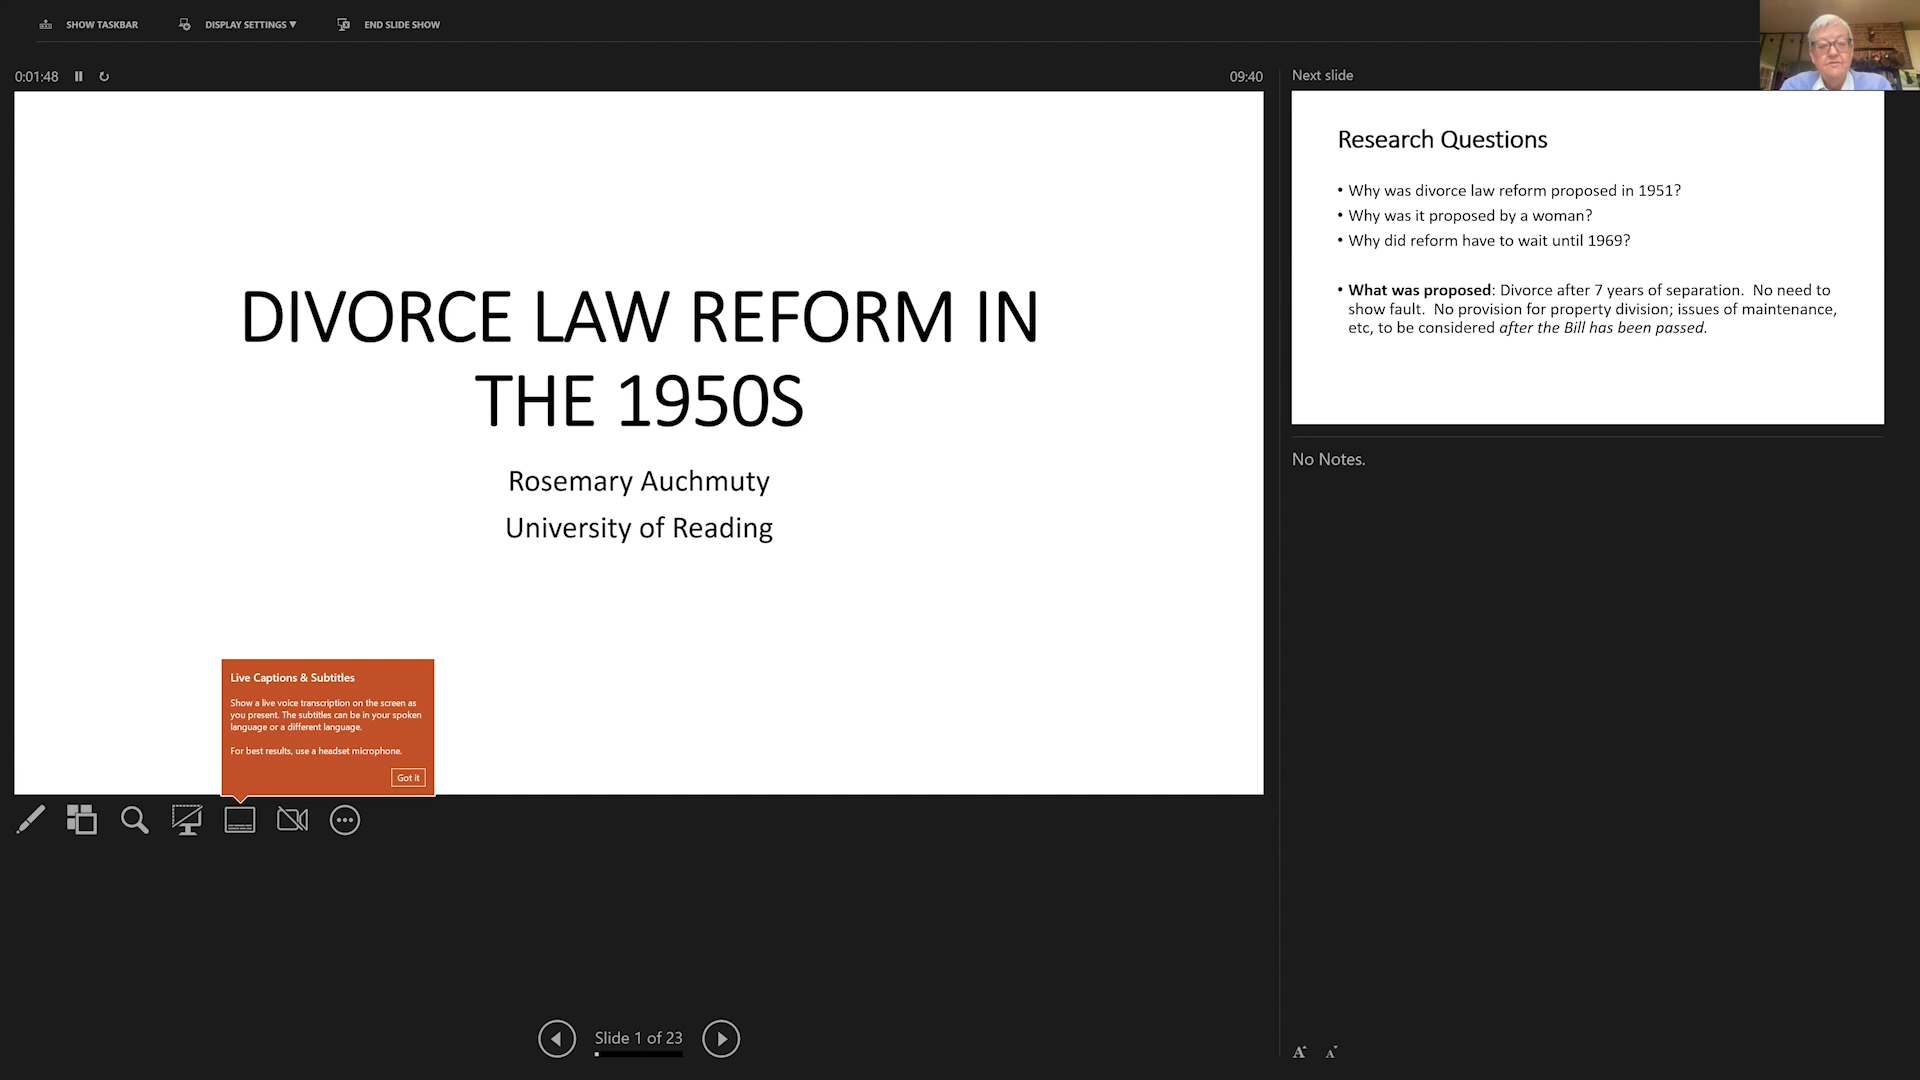 SHOW TASKBAR
DISPLAY SETTINGS ▼
END SLIDE SHOW
0:01:48
09:40
DIVORCE LAW REFORM IN
THE 1950S
Rosemary Auchmuty
University of Reading
Live Captions & Subtitles
Show a live voice transcription on the screen as
you present. The subtitles can be in your spoken
language or a different language.
For best results, use a headset microphone.
Got it
Slide 1 of 23
Next slide
Research Questions
• Why was divorce law reform proposed in 1951?
• Why was it proposed by a woman?
• Why did reform have to wait until 1969?
• What was proposed: Divorce after 7 years of separation. No need to
show fault. No provision for property division; issues of maintenance,
etc, to be considered after the Bill has been passed.
No Notes.
A A